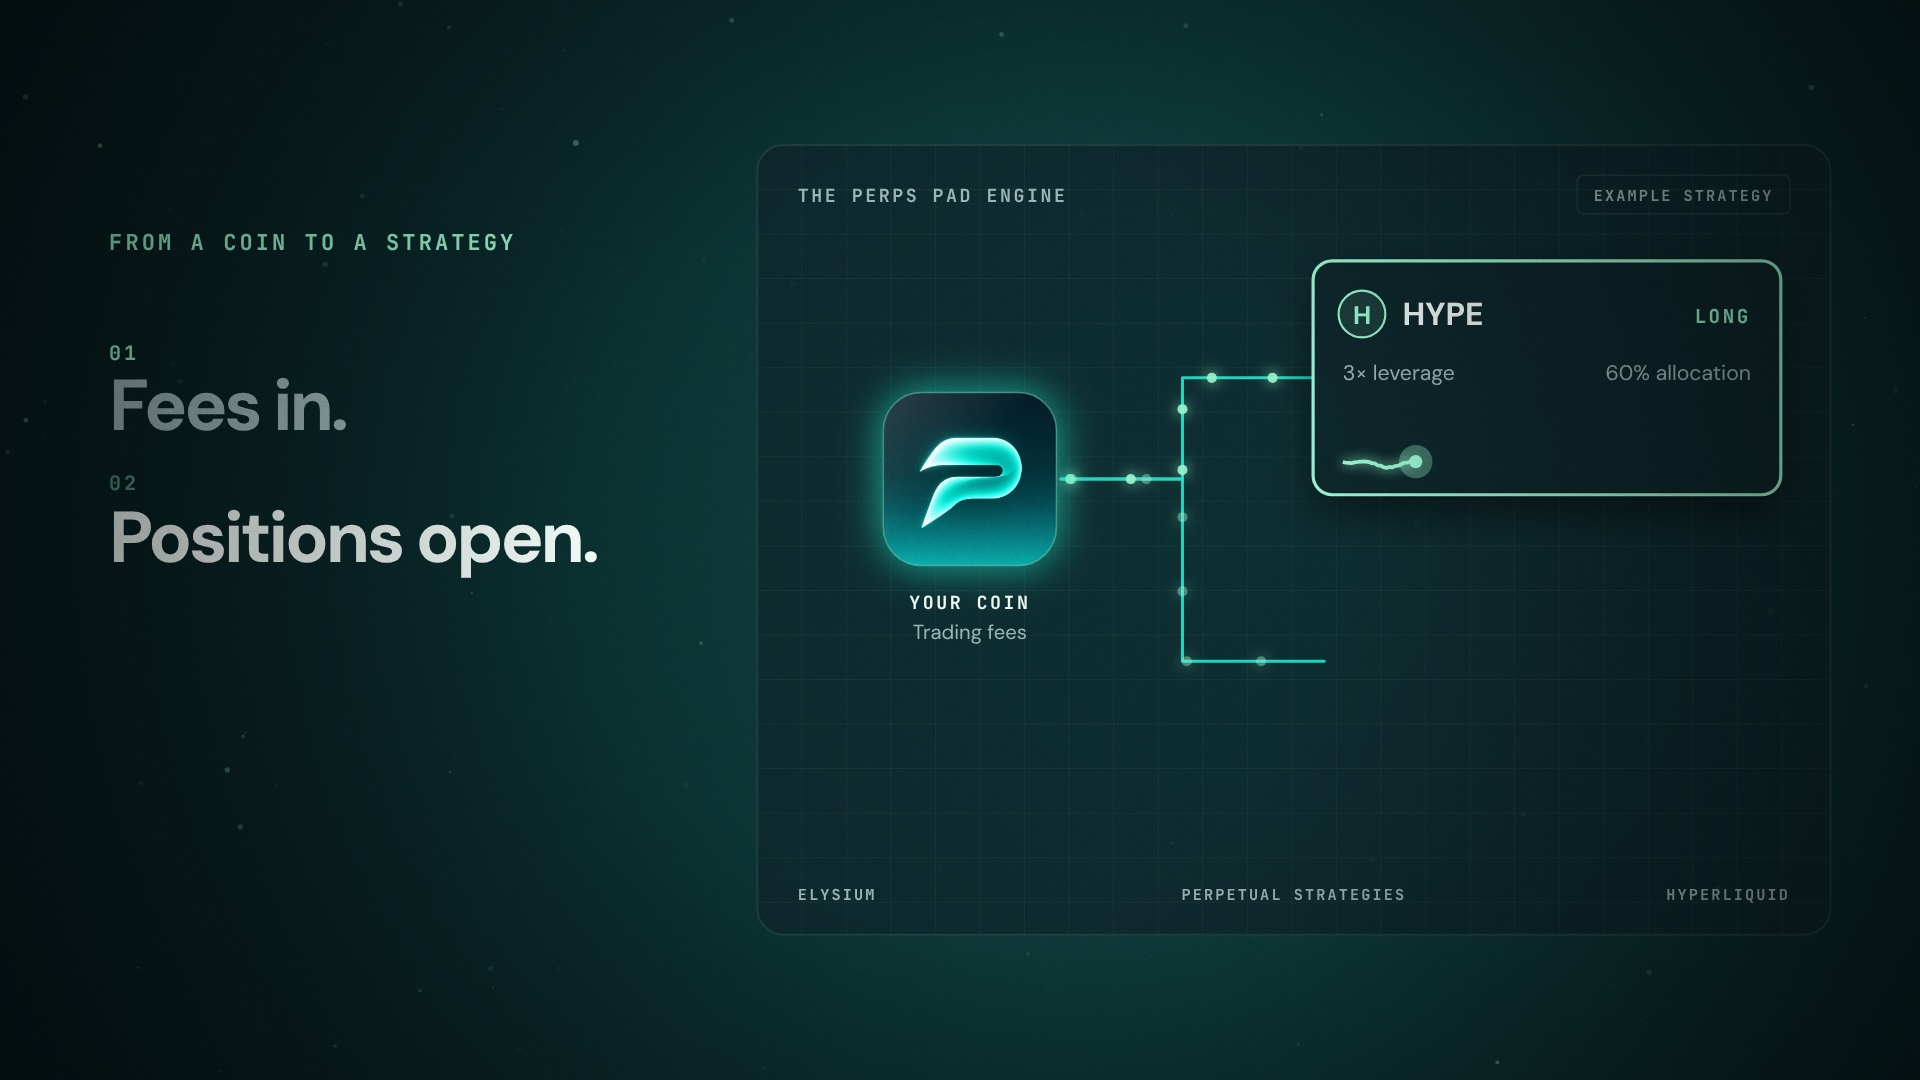 FROM A COIN TO A STRATEGY
01
Fees in.
02
Positions open.
THE PERPS PAD ENGINE
EXAMPLE STRATEGY
H HYPE
LONG
3× leverage
60% allocation
YOUR COIN
Trading fees
ELYSIUM
PERPETUAL STRATEGIES
HYPERLIQUID